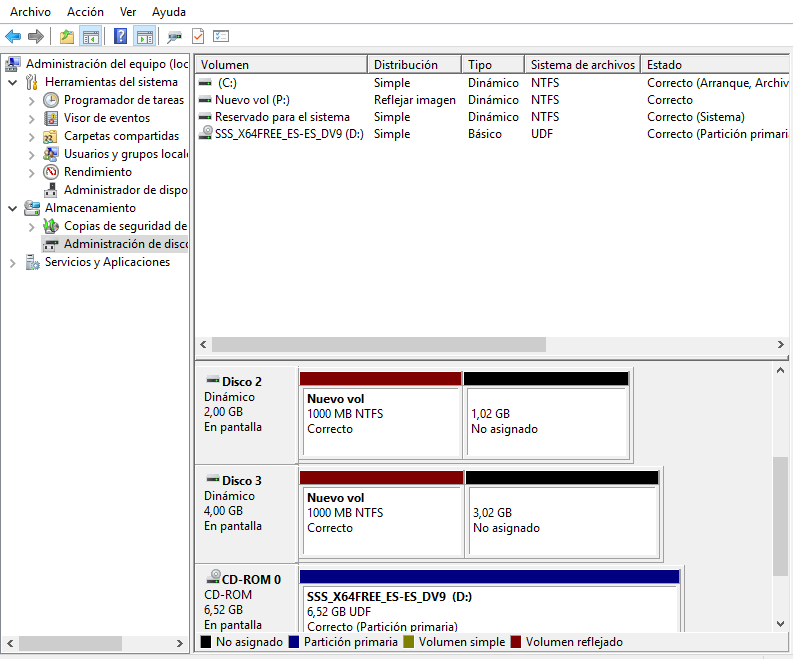 Archivo Acción Ver Ayuda
Administración del equipo (loc
Herramientas del sistema
Programador de tareas
Visor de eventos
Carpetas compartidas
Usuarios y grupos locale
Rendimiento
Administrador de dispo
Almacenamiento
Copias de seguridad de
Administración de disco
Servicios y Aplicaciones
Volumen Distribución Tipo Sistema de archivos Estado
(C:) Simple Dinámico NTFS Correcto (Arranque, Archiv
Nuevo vol (P:) Reflejar imagen Dinámico NTFS Correcto
Reservado para el sistema Simple Dinámico NTFS Correcto (Sistema)
SSS_X64FREE_ES-ES_DV9 (D:) Simple Básico UDF Correcto (Partición primari
Disco 2
Dinámico
2,00 GB
En pantalla
Nuevo vol
1000 MB NTFS
Correcto
1,02 GB
No asignado
Disco 3
Dinámico
4,00 GB
En pantalla
Nuevo vol
1000 MB NTFS
Correcto
3,02 GB
No asignado
CD-ROM 0
CD-ROM
6,52 GB
En pantalla
SSS_X64FREE_ES-ES_DV9 (D:)
6,52 GB UDF
Correcto (Partición primaria)
No asignado Partición primaria Volumen simple Volumen reflejado